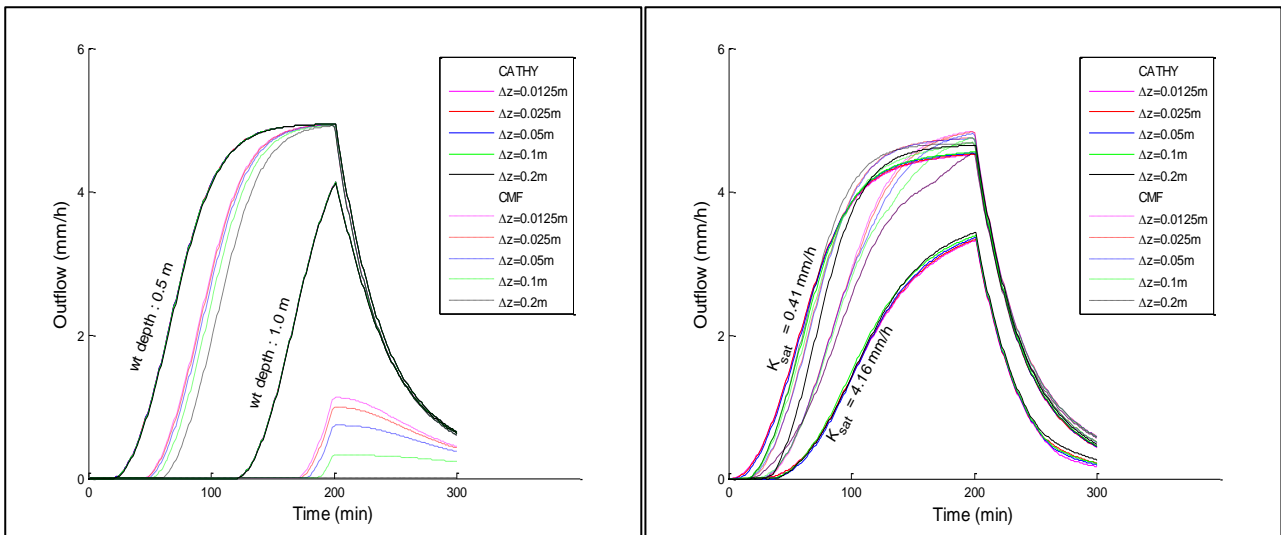 6
4
2
0
Outflow (mm/h)
0 100 200 300
Time (min)
wt depth : 0.5 m
wt depth : 1.0 m
CATHY
Δz=0.0125m
Δz=0.025m
Δz=0.05m
Δz=0.1m
Δz=0.2m
CMF
Δz=0.0125m
Δz=0.025m
Δz=0.05m
Δz=0.1m
Δz=0.2m
6
4
2
0
Outflow (mm/h)
0 100 200 300
Time (min)
Ksat = 0.41 mm/h
Ksat = 4.16 mm/h
CATHY
Δz=0.0125m
Δz=0.025m
Δz=0.05m
Δz=0.1m
Δz=0.2m
CMF
Δz=0.0125m
Δz=0.025m
Δz=0.05m
Δz=0.1m
Δz=0.2m